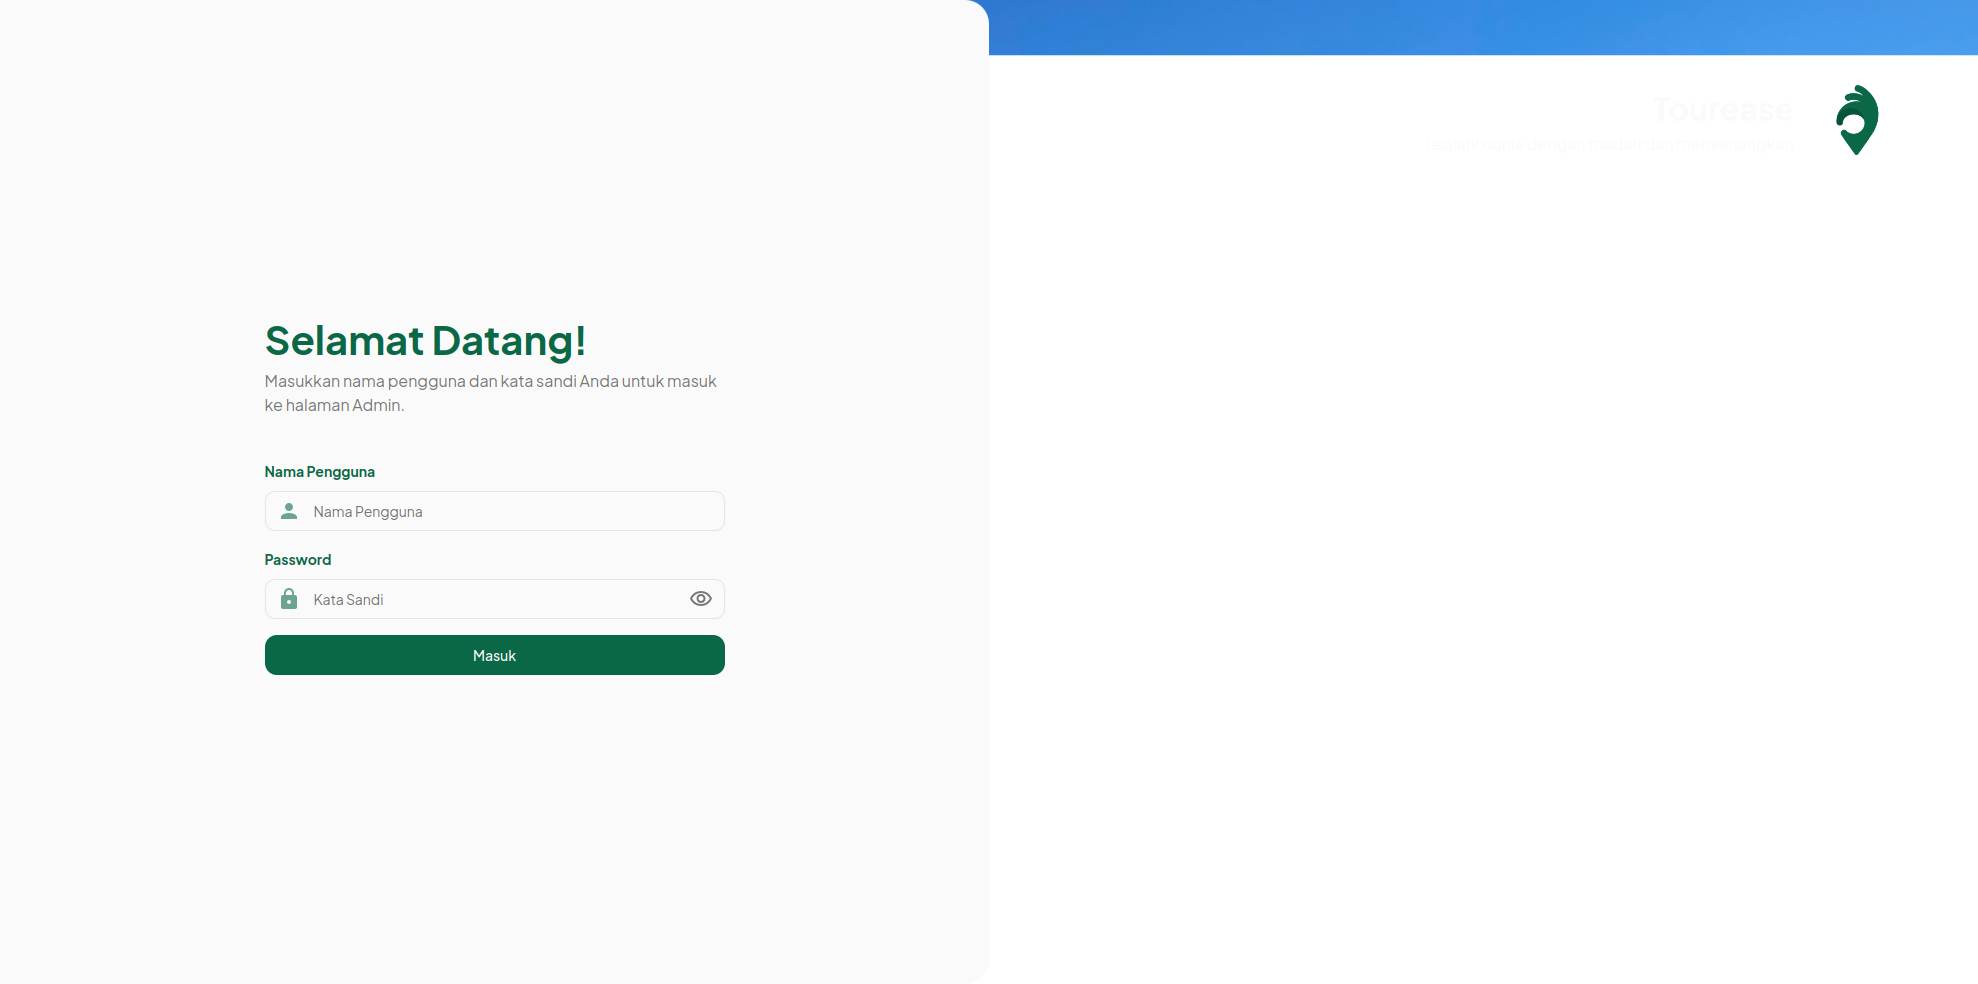 Selamat Datang!
Masukkan nama pengguna dan kata sandi Anda untuk masuk
ke halaman Admin.
Nama Pengguna
Nama Pengguna
Password
Kata Sandi
Masuk
Tourease
Jelajahi dunia dengan mudah dan menyenangkan